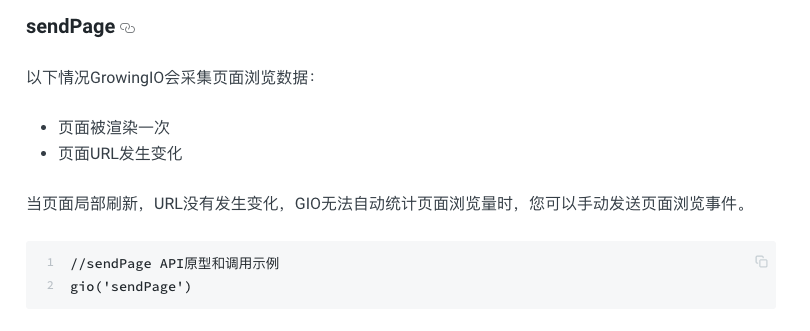 sendPage
以下情况GrowingIO会采集页面浏览数据：
页面被渲染一次
页面URL发生变化
当页面局部刷新，URL没有发生变化，GIO无法自动统计页面浏览量时，您可以手动发送页面浏览事件。
1 //sendPage API原型和调用示例
2 gio('sendPage')